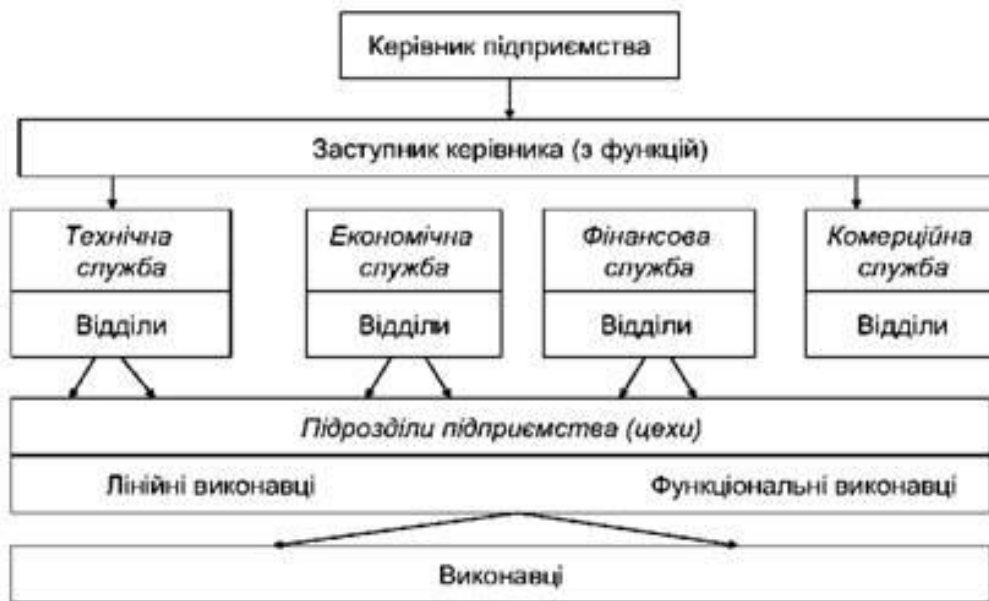 Керівник підприємства
Заступник керівника (з функцій)
Технічна
служба
Економічна
служба
Фінансова
служба
Комерційна
служба
Відділи
Відділи
Відділи
Відділи
Підрозділи підприємства (цехи)
Лінійні виконавці
Функціональні виконавці
Виконавці